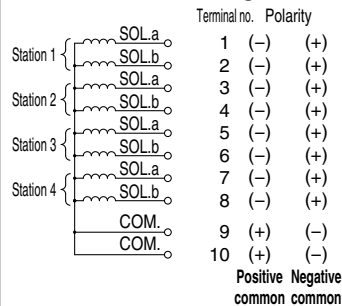 Terminal no. Polarity
Station 1 SOL.a 1 (–) (+)
SOL.b 2 (–) (+)
Station 2 SOL.a 3 (–) (+)
SOL.b 4 (–) (+)
Station 3 SOL.a 5 (–) (+)
SOL.b 6 (–) (+)
Station 4 SOL.a 7 (–) (+)
SOL.b 8 (–) (+)
COM. 9 (+) (–)
COM. 10 (+) (–)
Positive Negative
common common